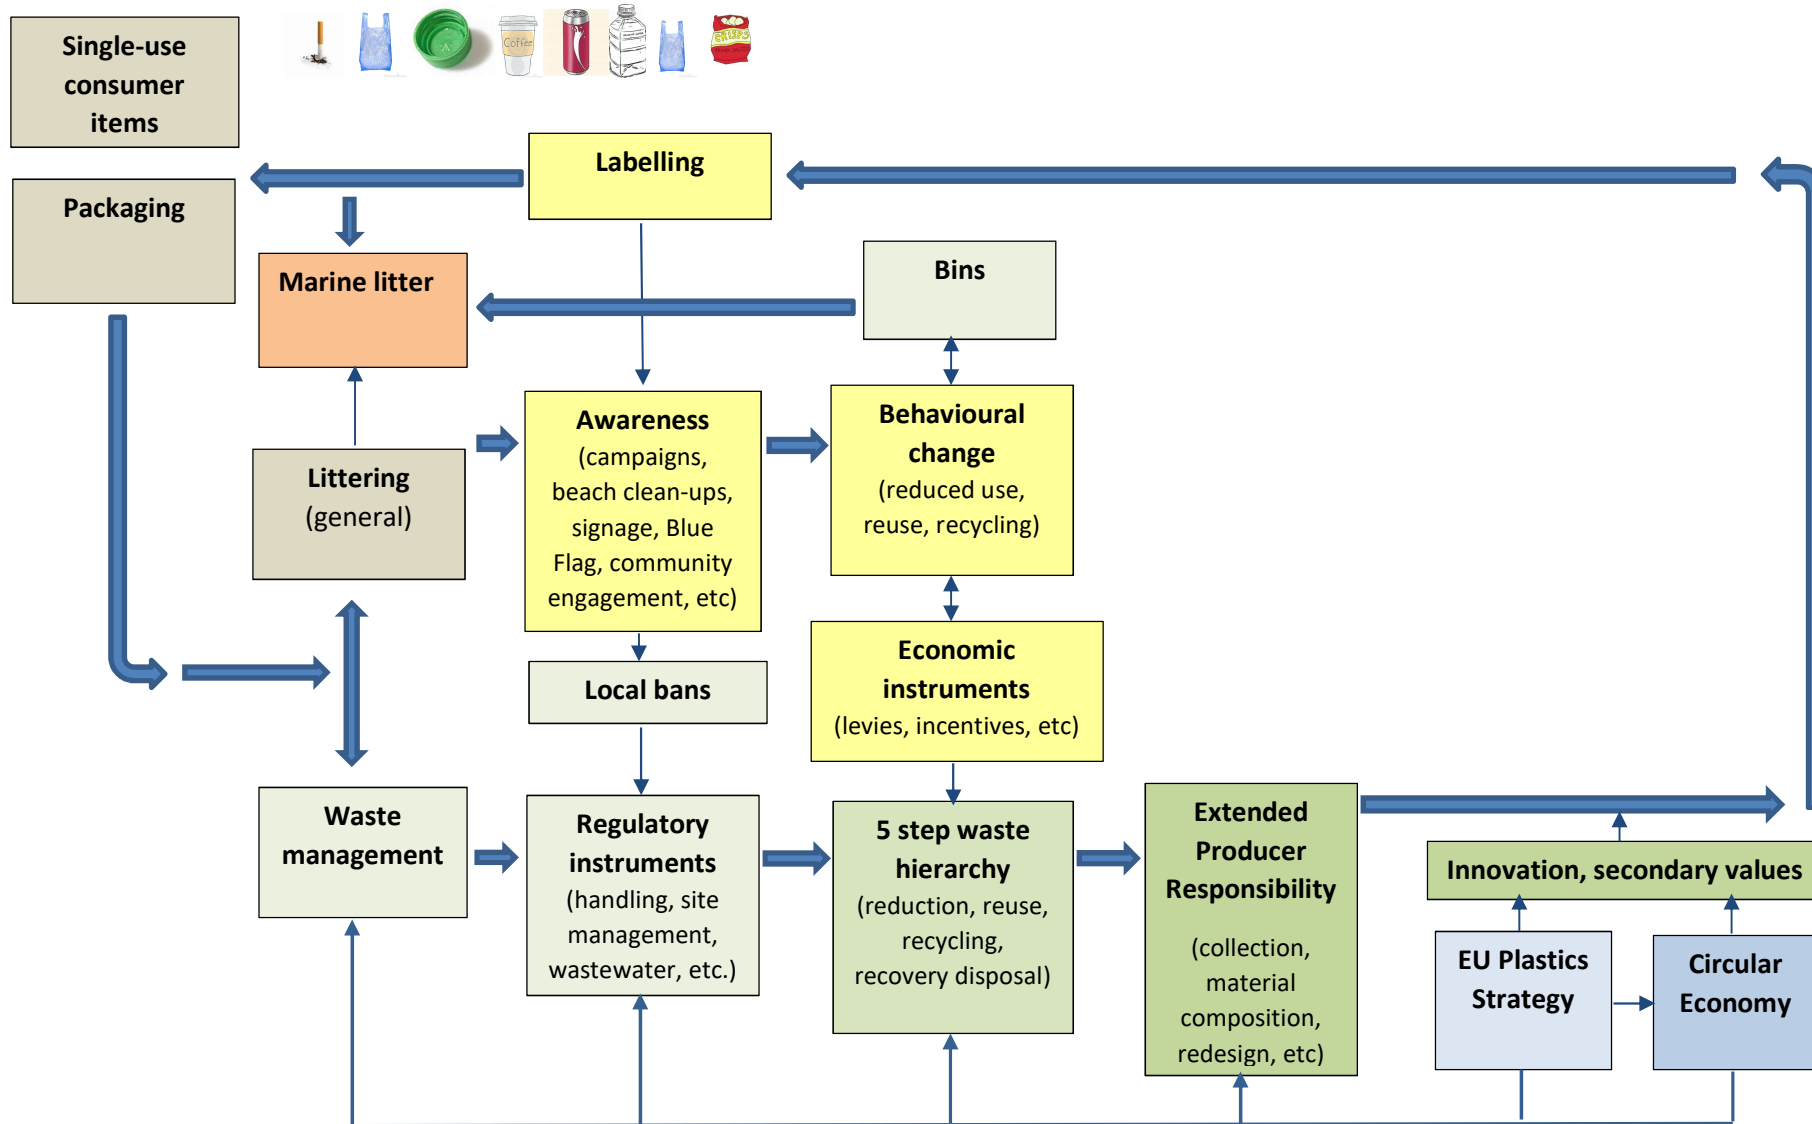 Single-use
consumer
items
Coffee
CRISPS
Labelling
Packaging
Marine litter
Bins
Awareness
(campaigns,
beach clean-ups,
signage, Blue
Flag, community
engagement, etc)
Behavioural
change
(reduced use,
reuse, recycling)
Littering
(general)
Local bans
Economic
instruments
(levies, incentives, etc)
Waste
management
Regulatory
instruments
(handling, site
management,
wastewater, etc.)
5 step waste
hierarchy
(reduction, reuse,
recycling,
recovery disposal)
Extended
Producer
Responsibility
(collection,
material
composition,
redesign, etc)
Innovation, secondary values
EU Plastics
Strategy
Circular
Economy